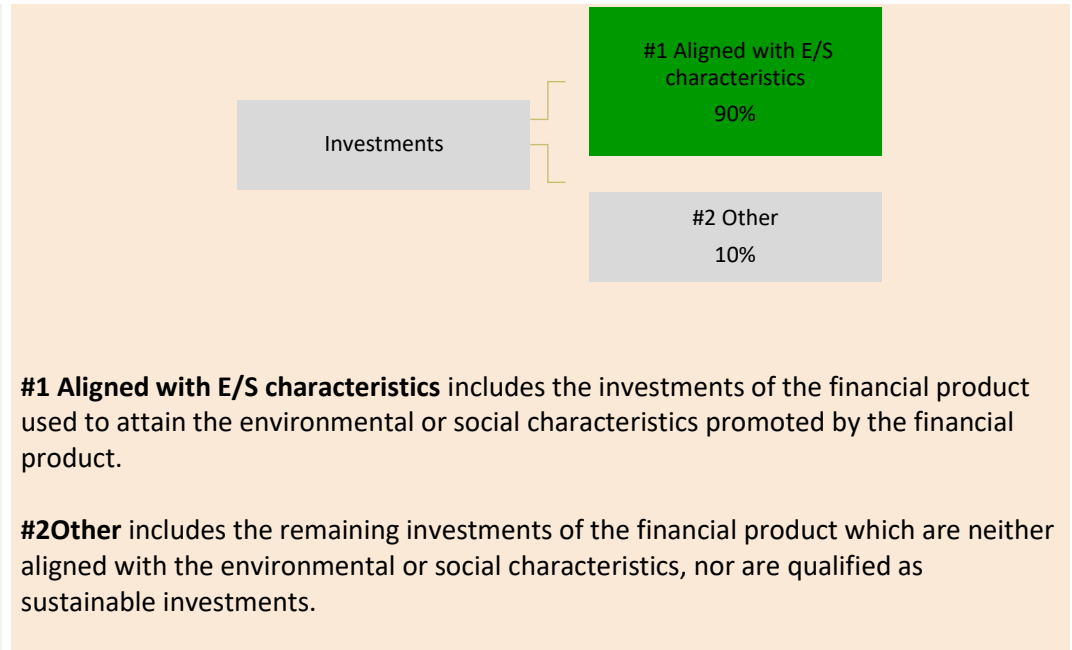 #1 Aligned with E/S
characteristics
90%
Investments
#2 Other
10%
#1 Aligned with E/S characteristics includes the investments of the financial product
used to attain the environmental or social characteristics promoted by the financial
product.
#2Other includes the remaining investments of the financial product which are neither
aligned with the environmental or social characteristics, nor are qualified as
sustainable investments.